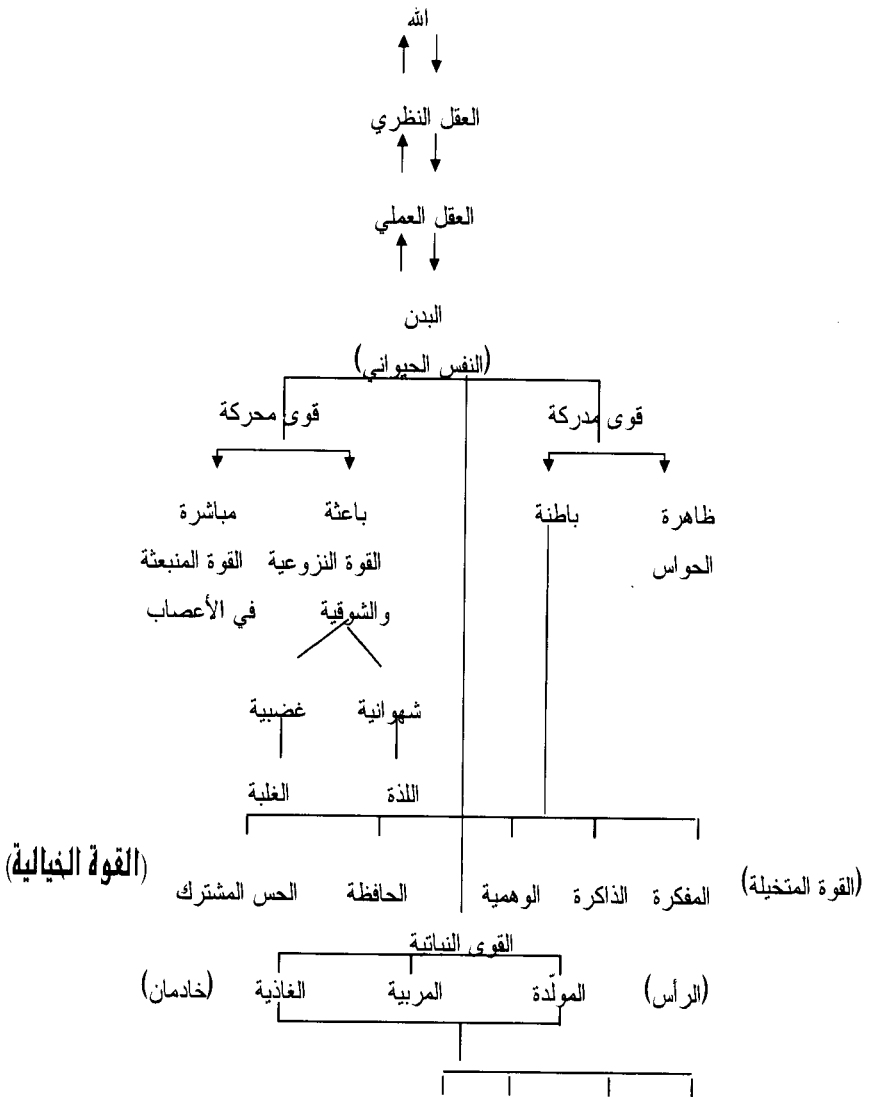 الله
العقل النظري
العقل العملي
البدن
(النفس الحيواني)
قوى مدركة
قوى محركة
ظاهرة
باطنة
باعثة
مباشرة
الحواس
القوة النزوعية
القوة المنبعثة
والشوقية
في الأعصاب
شهوانية
غضبية
اللذة
الغلبة
(القوة المتخيلة)
المفكرة
الذاكرة
الوهمية
الحافظة
الحس المشترك
(القوة الخيالية)
القوى النباتية
(الرأس)
المولّدة
المربية
الغاذية
(خادمان)